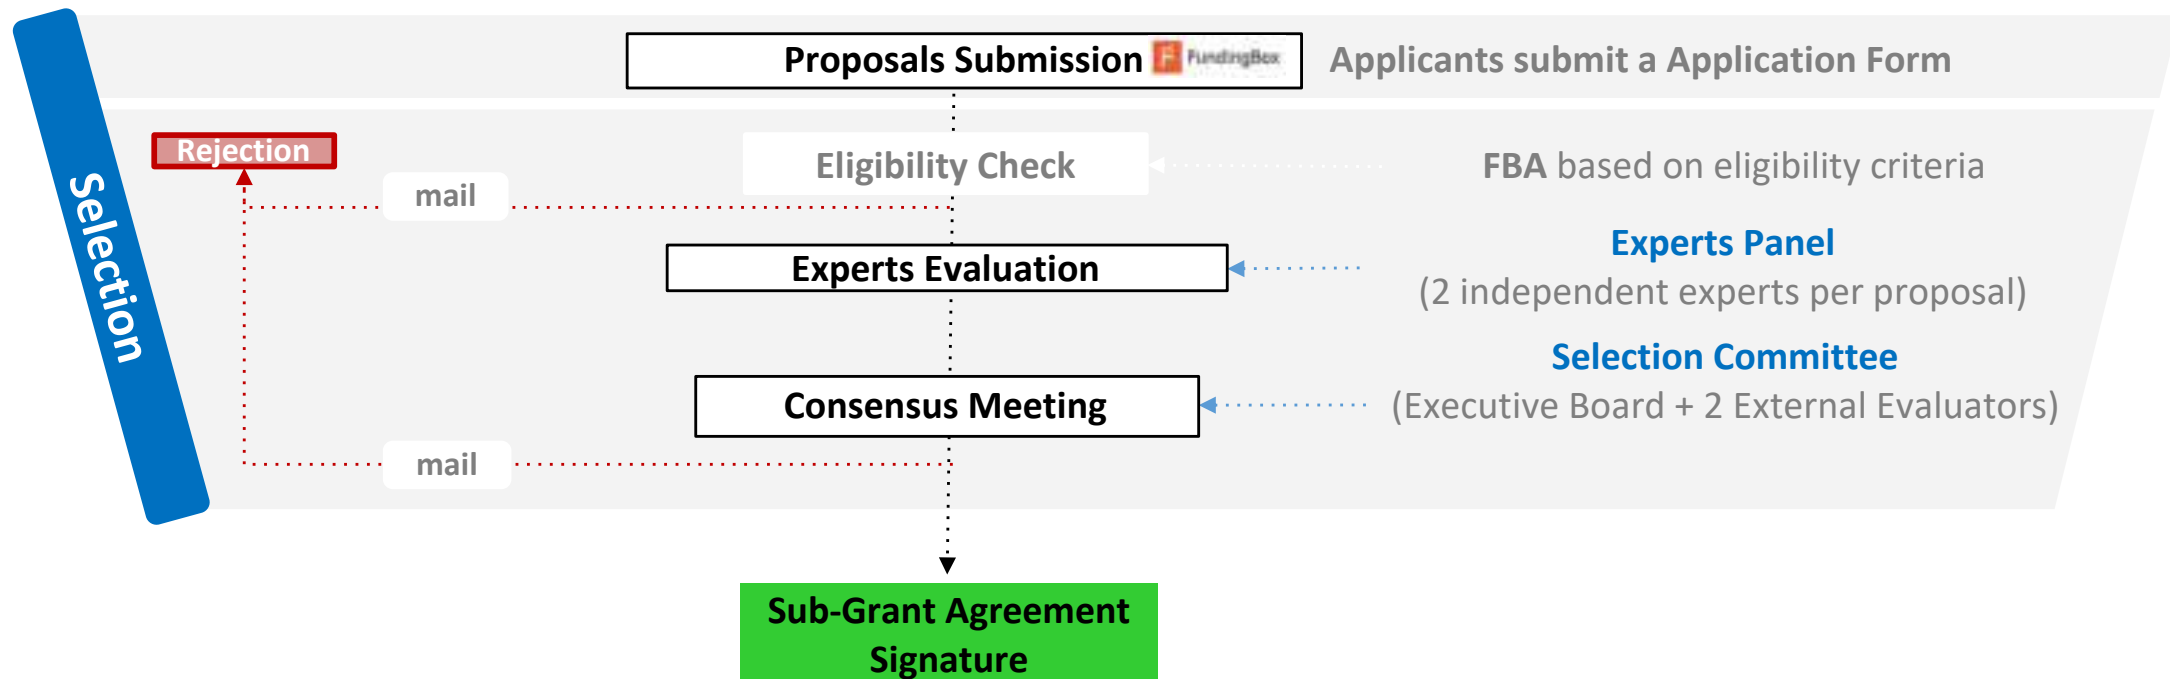 Selection
Proposals Submission FundingBox
Applicants submit a Application Form
Rejection
Eligibility Check
FBA based on eligibility criteria
mail
Experts Evaluation
Experts Panel
(2 independent experts per proposal)
Selection Committee
Consensus Meeting
(Executive Board + 2 External Evaluators)
mail
Sub-Grant Agreement
Signature